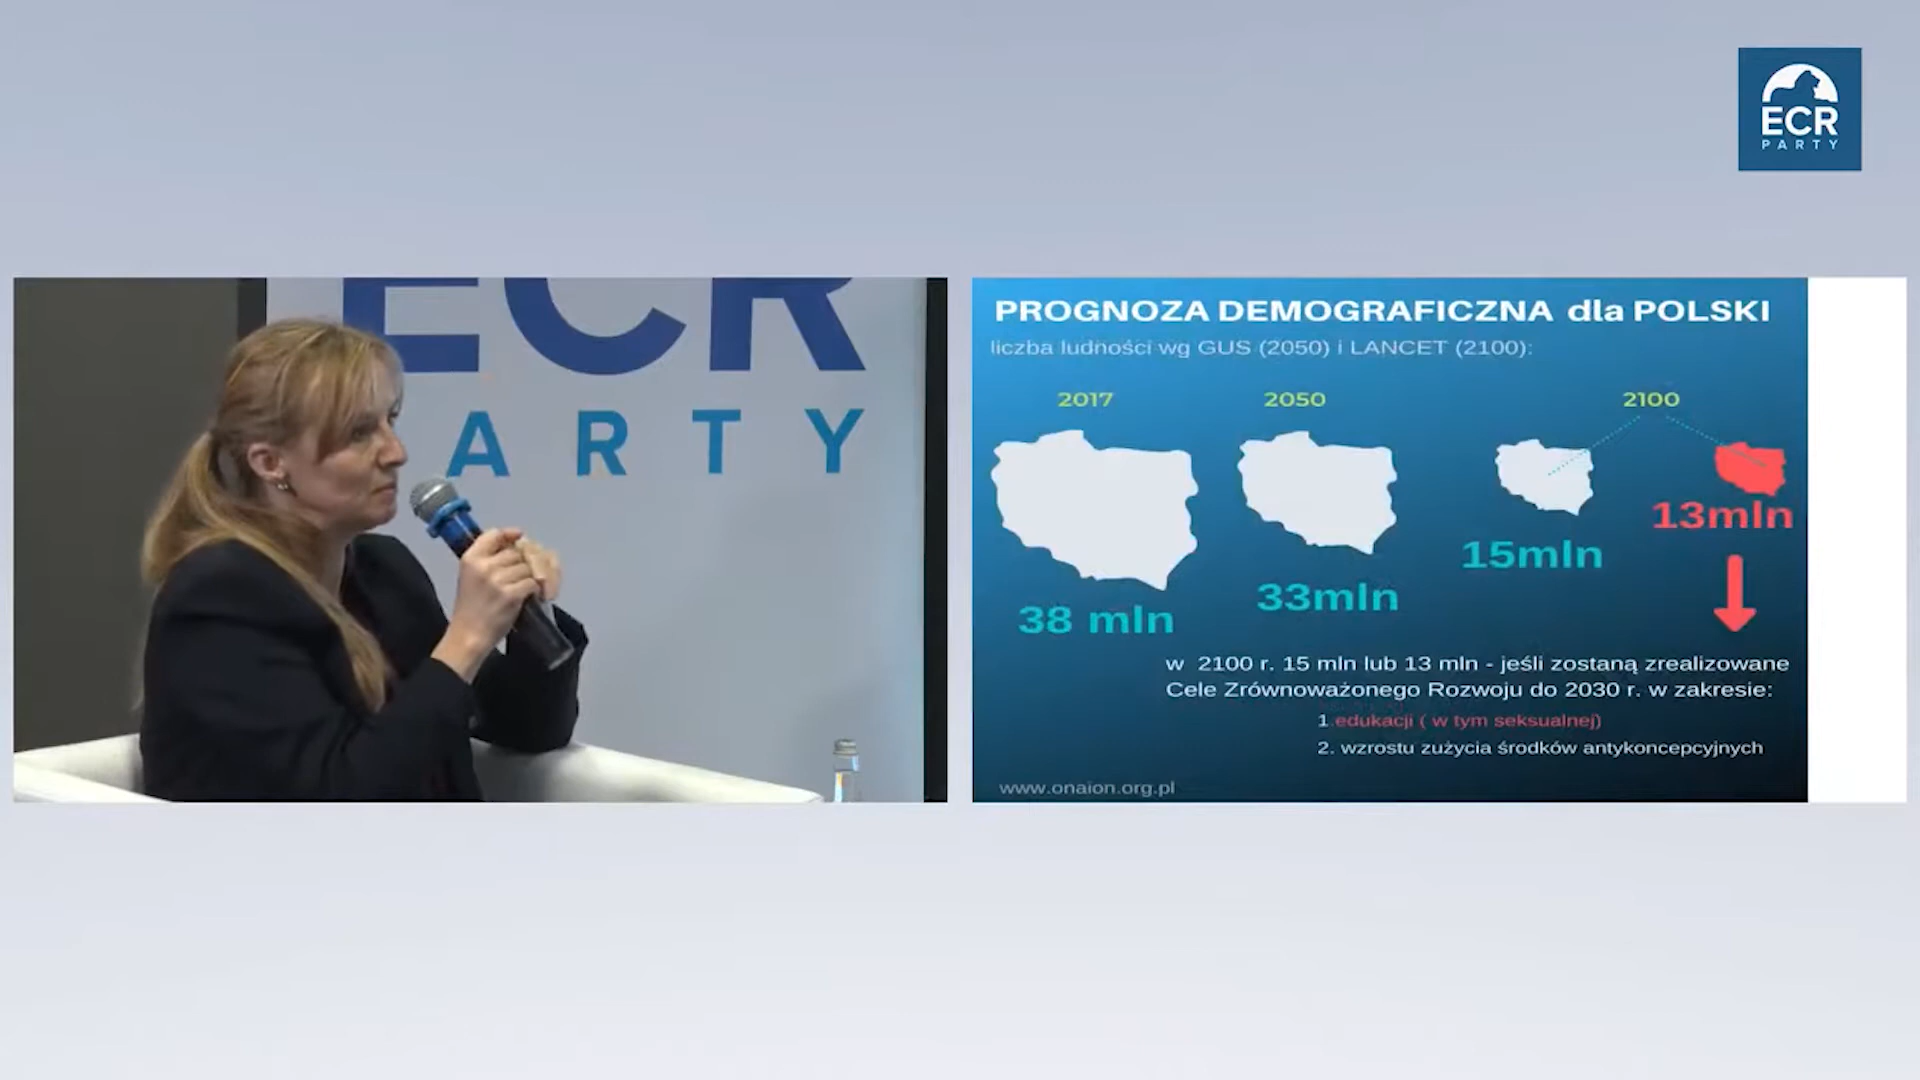 ECR
PARTY
ECR
ARTY
PROGNOZA DEMOGRAFICZNA dla POLSKI
liczba ludności wg GUS (2050) i LANCET (2100):
2017
2050
2100
38 mln
33mln
15mln
13mln
w 2100 r. 15 mln lub 13 mln - jeśli zostaną zrealizowane
Cele Zrównoważonego Rozwoju do 2030 r. w zakresie:
1.edukacji ( w tym seksualnej)
2. wzrostu zużycia środków antykoncepcyjnych
www.onaion.org.pl